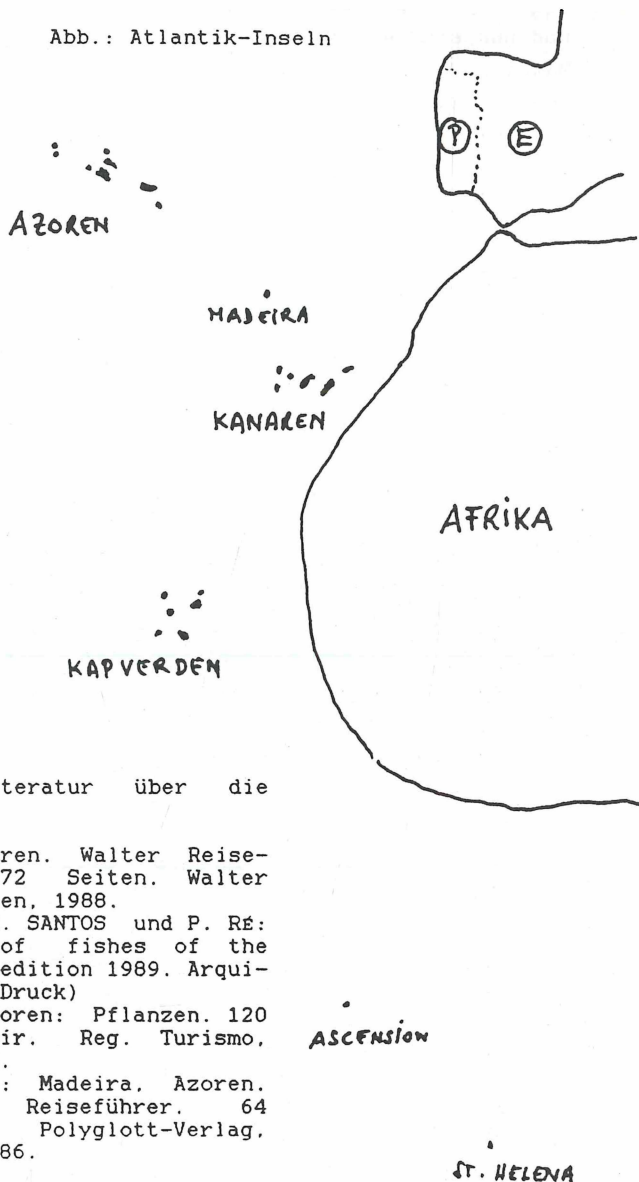 Abb.: Atlantik-Inseln
P E
AZOREN
MADEIRA
KANAREN
AFRIKA
KAPVERDEN
teratur über die
ren. Walter Reise-
72 Seiten. Walter
en, 1988.
. SANTOS und P. RÉ:
of fishes of the
edition 1989. Arqui-
Druck)
oren: Pflanzen. 120
ir. Reg. Turismo,
.
: Madeira, Azoren.
Reiseführer. 64
Polyglott-Verlag,
86.
ASCENSION
ST. HELENA